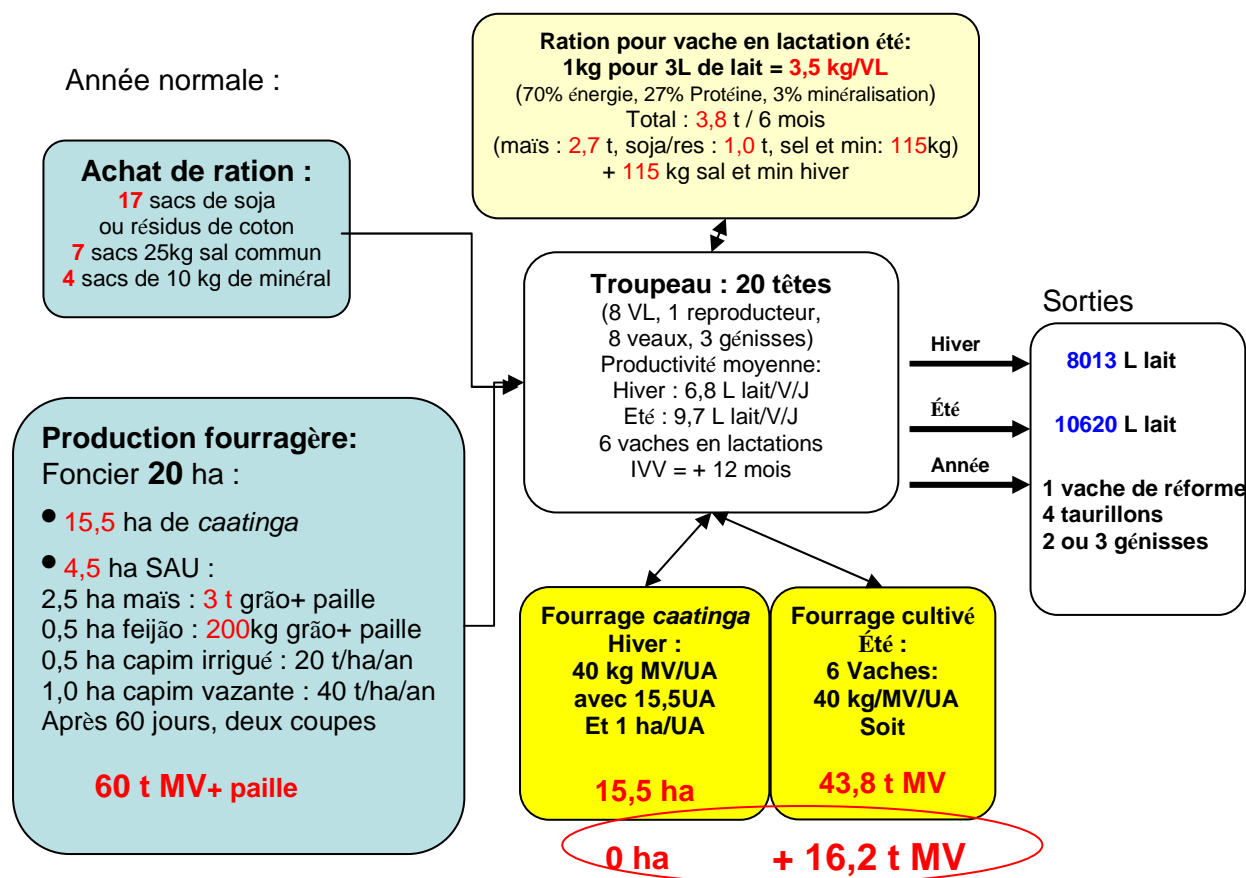 Année normale :
Ration pour vache en lactation été:
1kg pour 3L de lait = 3,5 kg/VL
(70% énergie, 27% Protéine, 3% minéralisation)
Total : 3,8 t / 6 mois
(maïs : 2,7 t, soja/res : 1,0 t, sel et min: 115kg)
+ 115 kg sal et min hiver
Achat de ration :
17 sacs de soja
ou résidus de coton
7 sacs 25kg sal commun
4 sacs de 10 kg de minéral
Troupeau : 20 têtes
(8 VL, 1 reproducteur,
8 veaux, 3 génisses)
Productivité moyenne:
Hiver : 6,8 L lait/V/J
Eté : 9,7 L lait/V/J
6 vaches en lactations
IVV = + 12 mois
Hiver
Été
Année
Sorties
8013 L lait
10620 L lait
1 vache de réforme
4 taurillons
2 ou 3 génisses
Production fourragère:
Foncier 20 ha :
• 15,5 ha de caatinga
• 4,5 ha SAU :
2,5 ha maïs : 3 t grão+ paille
0,5 ha feijão : 200kg grão+ paille
0,5 ha capim irrigué : 20 t/ha/an
1,0 ha capim vazante : 40 t/ha/an
Après 60 jours, deux coupes
60 t MV+ paille
Fourrage caatinga
Hiver :
40 kg MV/UA
avec 15,5UA
Et 1 ha/UA
15,5 ha
Fourrage cultivé
Été :
6 Vaches:
40 kg/MV/UA
Soit
43,8 t MV
0 ha
+ 16,2 t MV